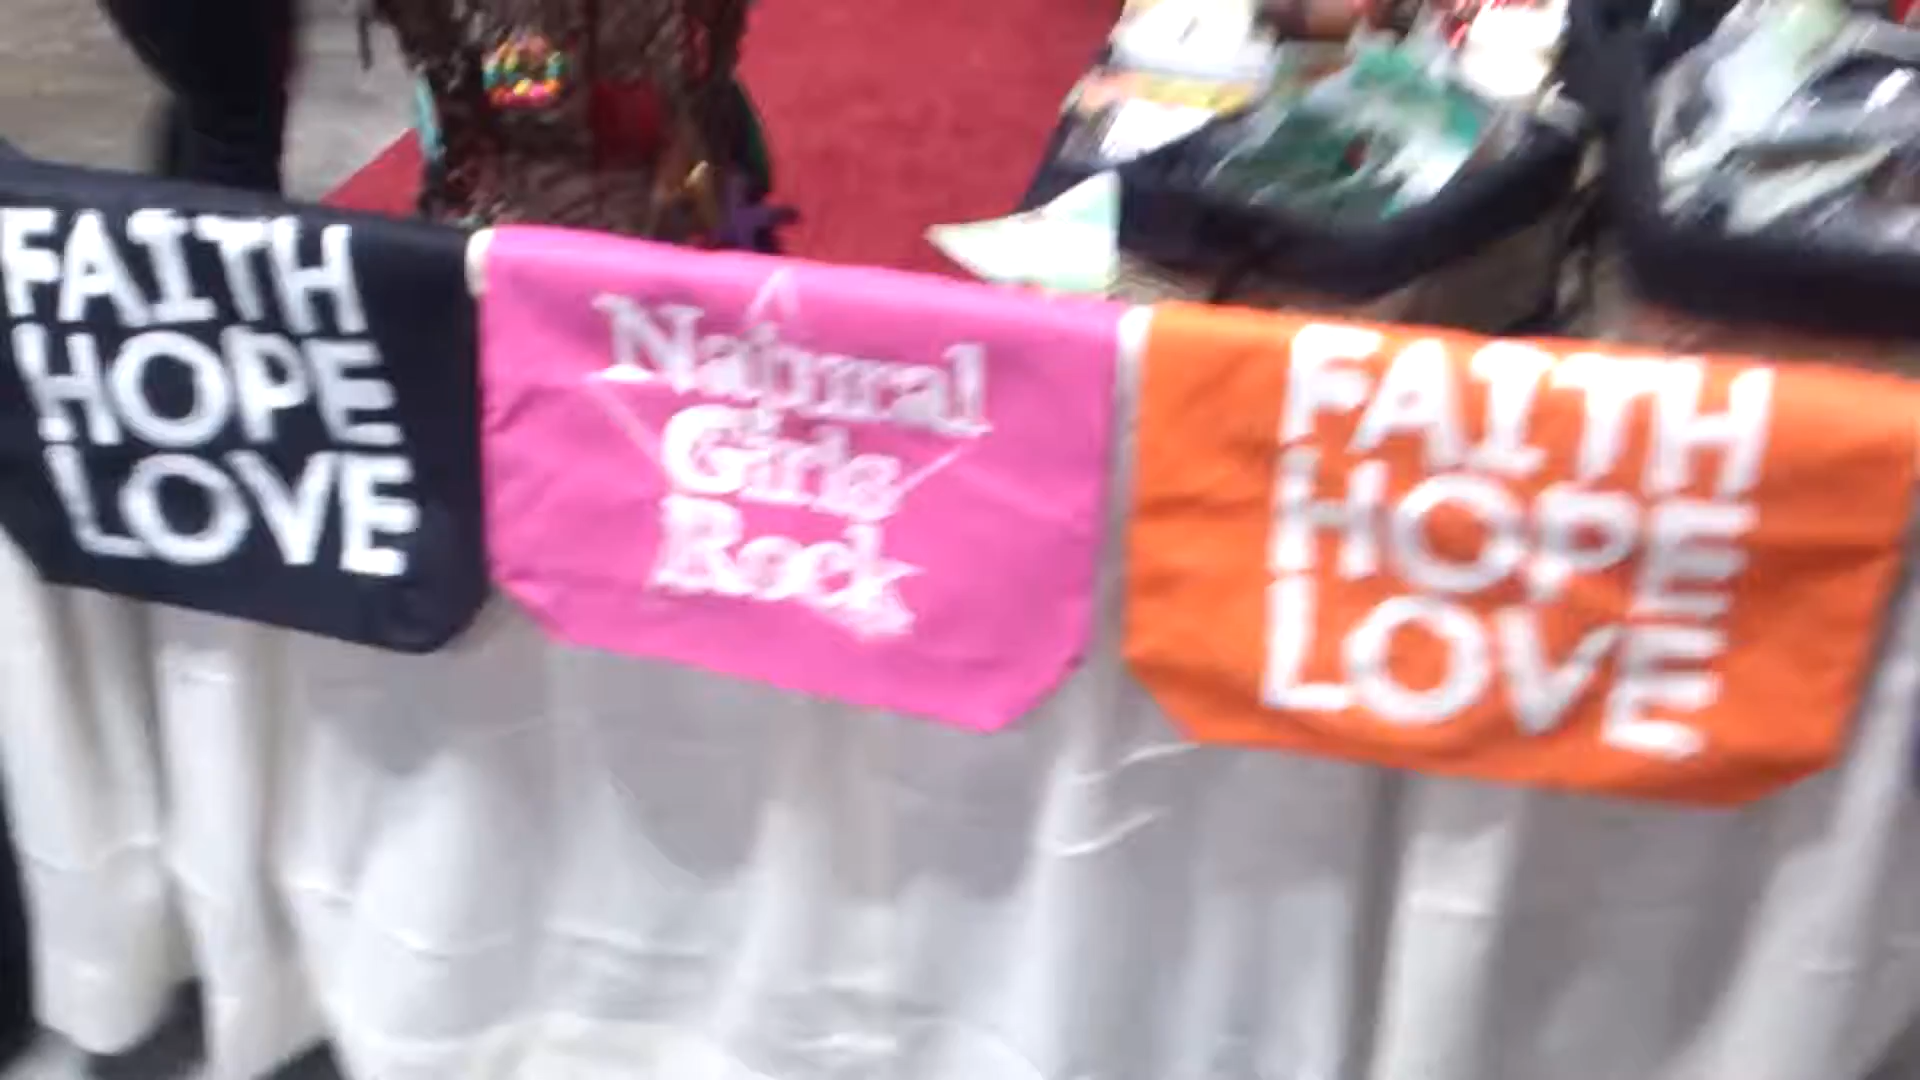 FAITH
HOPE
LOVE
Natural
Girls
Rock
FAITH
HOPE
LOVE